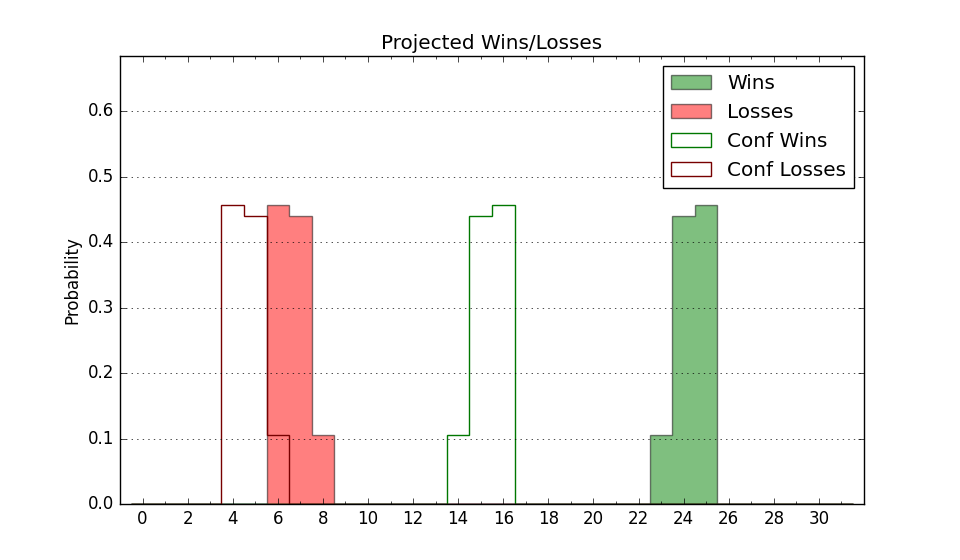 Projected Wins/Losses
Wins
Losses
Conf Wins
Conf Losses
Probability
0.6
0.5
0.4
0.3
0.2
0.1
0.0
0 2 4 6 8 10 12 14 16 18 20 22 24 26 28 30